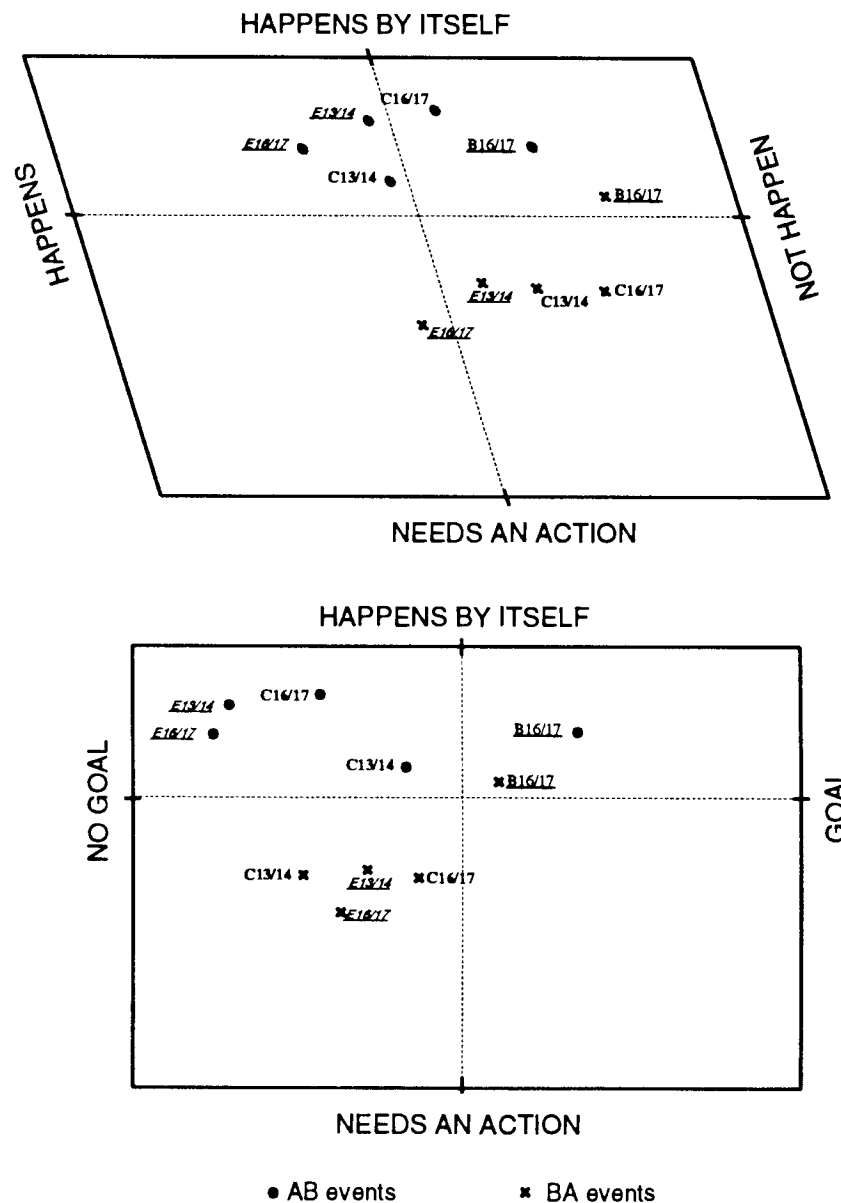 HAPPENS BY ITSELF
C16/17
E13/14
E16/17
B16/17
C13/14
B16/17
HAPPENS
NOT HAPPEN
E13/14
C13/14
C16/17
E16/17
NEEDS AN ACTION
HAPPENS BY ITSELF
C16/17
E13/14
E16/17
B16/17
C13/14
B16/17
NO GOAL
GOAL
C13/14
E13/14
C16/17
E16/17
NEEDS AN ACTION
AB events
BA events